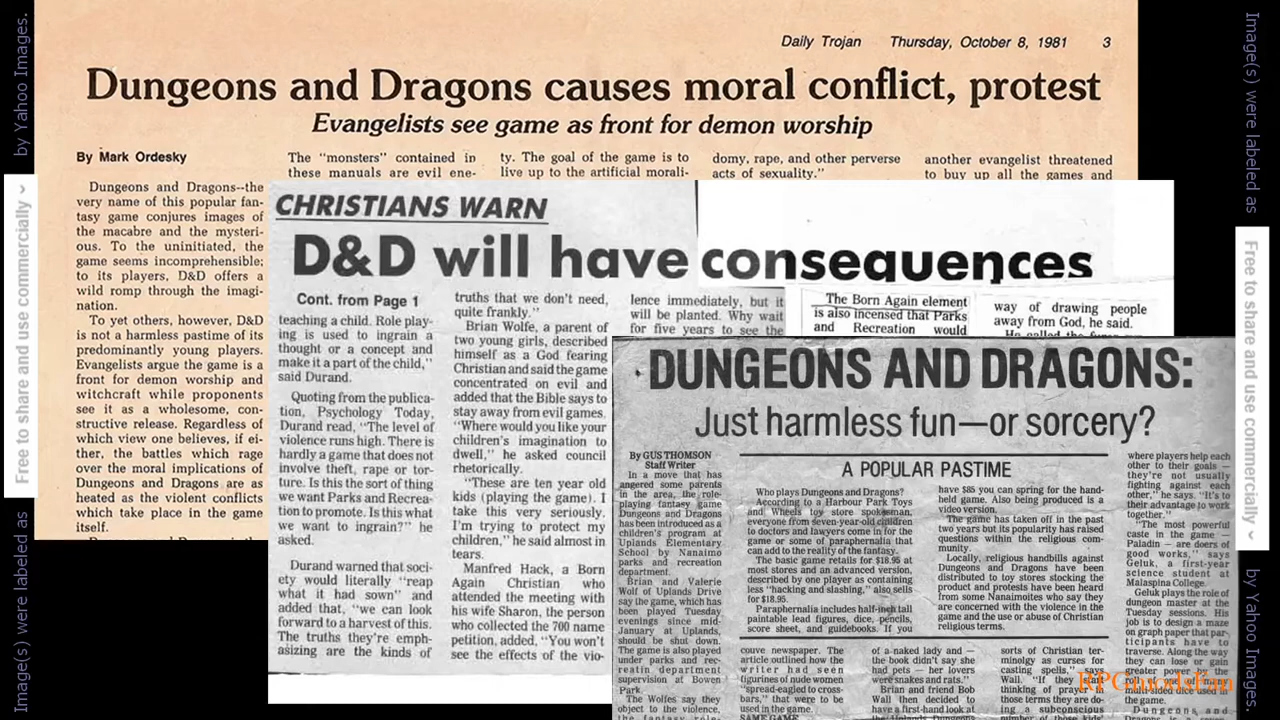 Daily Trojan Thursday, October 8, 1981 3
Dungeons and Dragons causes moral conflict, protest
Evangelists see game as front for demon worship
By Mark Ordesky
Dungeons and Dragons--the
very name of this popular fan-
tasy game conjures images of
the macabre and the mysteri-
ous. To the uninitiated, the
game seems incomprehensible;
to its players, D&D offers a
wild romp through the imagi-
nation.
To yet others, however, D&D
is not a harmless pastime of its
predominantly young players.
Evangelists argue the game is a
front for demon worship and
witchcraft while proponents
see it as a wholesome, con-
structive release. Regardless of
which view one believes, if ei-
ther, the battles which rage
over the moral implications of
Dungeons and Dragons are as
heated as the violent conflicts
which take place in the game
itself.
The "monsters" contained in
these manuals are evil ene-
ty. The goal of the game is to
live up to the artificial morali-
domy, rape, and other perverse
acts of sexuality."
another evangelist threatened
to buy up all the games and
CHRISTIANS WARN
D&D will have consequences
Cont. from Page 1
teaching a child. Role play-
ing is used to ingrain a
thought or a concept and
make it a part of the child,"
said Durand.
Quoting from the publica-
tion, Psychology Today,
Durand read, "The level of
violence runs high. There is
hardly a game that does not
involve theft, rape or tor-
ture. Is this the sort of thing
we want Parks and Recrea-
tion to promote. Is this what
we want to ingrain?" he
asked.
Durand warned that soci-
ety would literally "reap
what it had sown" and
added that, "we can look
forward to a harvest of this.
The truths they're emph-
asizing are the kinds of
truths that we don't need,
quite frankly."
Brian Wolfe, a parent of
two young girls, described
himself as a God fearing
Christian and said the game
concentrated on evil and
added that the Bible says to
stay away from evil games.
"Where would you like your
children's imagination to
dwell," he asked council
rhetorically.
"These are ten year old
kids (playing the game). I
take this very seriously.
I'm trying to protect my
children," he said almost in
tears.
Manfred Hack, a Born
Again Christian who
attended the meeting with
his wife Sharon, the person
who collected the 700 name
petition, added, "You won't
see the effects of the vio-
lence immediately, but it
will be planted. Why wait
for five years to see the
The Born Again element
is also incensed that Parks
and Recreation would
way of drawing people
away from God, he said.
DUNGEONS AND DRAGONS:
Just harmless fun—or sorcery?
By GUS THOMSON
Staff Writer
In a move that has
angered some parents
in the area, the role-
playing fantasy game
Dungeons and Dragons
has been introduced as a
children's program at
Uplands Elementary
School by Nanaimo
parks and recreation
department.
Brian and Valerie
Wolf of Uplands Drive
say the game, which has
been played Tuesday
evenings since mid-
January at Uplands,
should be shut down.
The game is also played
under parks and rec-
reatin department
supervision at Bowen
Park.
The Wolfes say they
object to the violence,
the fantasy role-
A POPULAR PASTIME
Who plays Dungeons and Dragons?
According to a Harbour Park Toys
and Wheels toy store spokesman,
everyone from seven-year-old children
to doctors and lawyers come in for the
game or some of paraphernalia that
can add to the reality of the fantasy.
The basic game retails for $18.95 at
most stores and an advanced version,
described by one player as containing
less "hacking and slashing," also sells
for $18.95.
Paraphernalia includes half-inch tall
paintable lead figures, dice, pencils,
score sheet, and guidebooks. If you
have $85 you can spring for the hand-
held game. Also being produced is a
video version.
The game has taken off in the past
two years but its popularity has raised
questions within the religious com-
munity.
Locally, religious handbills against
Dungeons and Dragons have been
distributed to toy stores stocking the
product and protests have been heard
from some Nanaimoites who say they
are concerned with the violence in the
game and the use or abuse of Christian
religious terms.
couve newspaper. The
article outlined how the
writer had seen
figurines of nude women
"spread-eagled to cross-
bars," that were to be
used in the game.
SAME GAME
of a naked lady and —
the book didn't say she
had pets — her lovers
were snakes and rats."
Brian and friend Bob
Wall then decided to
have a first-hand look at
the Uplands Dungeons
sorts of Christian ter-
minolgy as curses for
casting spells," says
Wall. "If they
thinking of prayer
those terms they are do-
ing a subconscious
number of those kids
where players help each
other to their goals —
they're not usually
fighting against each
other," he says. "It's to
their advantage to work
together."
"The most powerful
caste in the game —
Paladin — are doers of
good works," says
Geluk, a first-year
science student at
Malaspina College.
Geluk plays the role of
dungeon master at the
Tuesday sessions. His
job is to design a maze
on graph paper that par-
ticipants have to
traverse. Along the way
they can lose or gain
greater power by the
multi-sided dice used in
the game.
Dungeons and
Image(s) were labeled as
Free to share and use commercially
by Yahoo Images.
Image(s) were labeled as
Free to share and use commercially
by Yahoo Images.